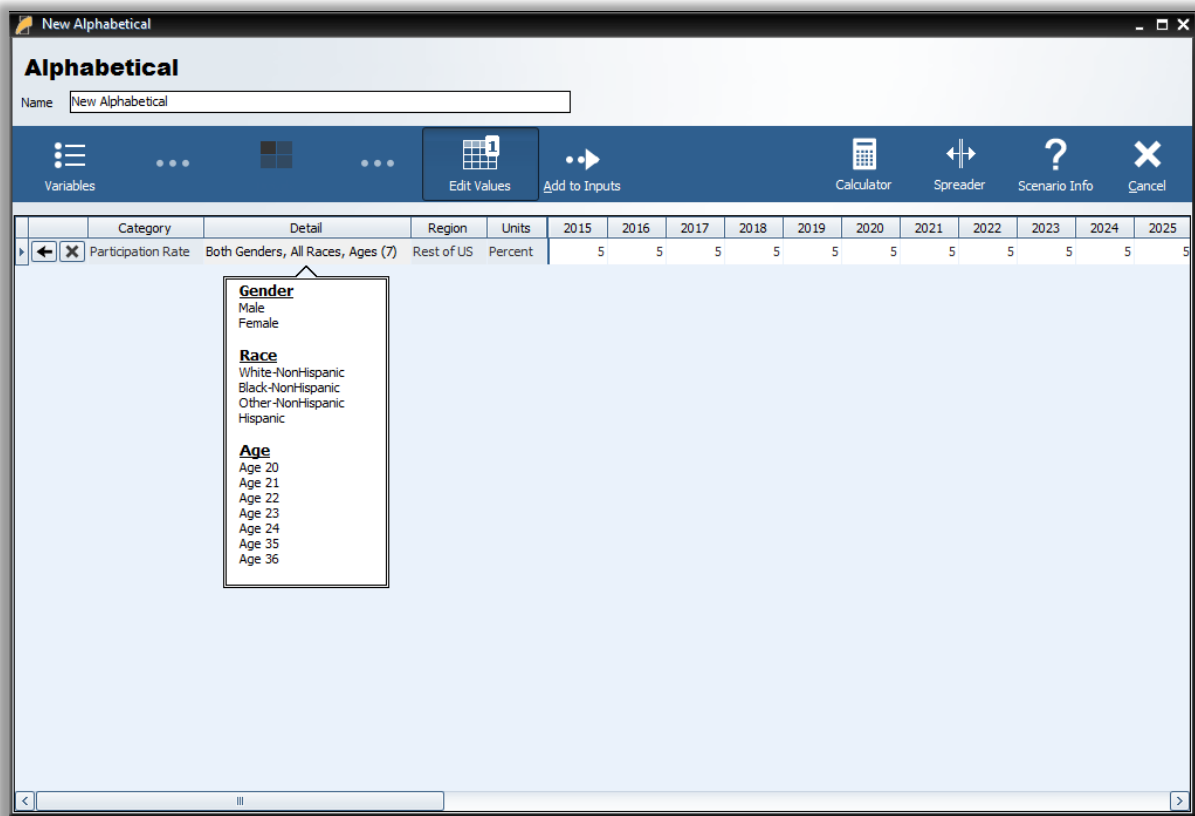 New Alphabetical
Alphabetical
Name New Alphabetical
Variables Edit Values 1 Add to Inputs Calculator Spreader Scenario Info Cancel
Category Detail Region Units 2015 2016 2017 2018 2019 2020 2021 2022 2023 2024 2025
Participation Rate Both Genders, All Races, Ages (7) Rest of US Percent 5 5 5 5 5 5 5 5 5 5 5
Gender
Male
Female
Race
White-NonHispanic
Black-NonHispanic
Other-NonHispanic
Hispanic
Age
Age 20
Age 21
Age 22
Age 23
Age 24
Age 35
Age 36